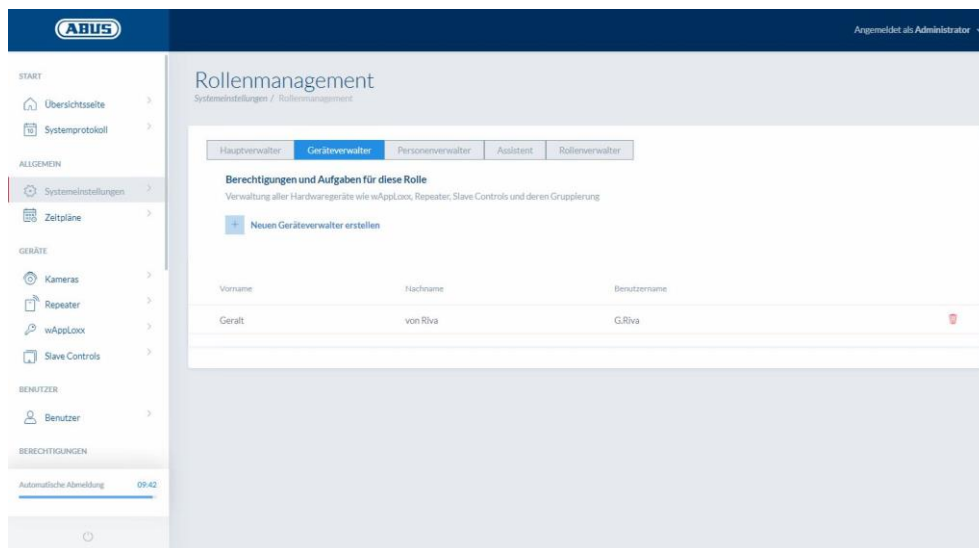 ABUS
Angemeldet als Administrator
START
Übersichtsseite
Systemprotokoll
ALLGEMEIN
Systemeinstellungen
Zeitpläne
GERÄTE
Kameras
Repeater
wAppLoxx
Slave Controls
BENUTZER
Benutzer
BERECHTIGUNGEN
Automatische Abmeldung 09:42
Rollenmanagement
Systemeinstellungen / Rollenmanagement
Hauptverwalter Geräteverwalter Personenverwalter Assistent Rollenverwalter
Berechtigungen und Aufgaben für diese Rolle
Verwaltung aller Hardwaregeräte wie wAppLoxx, Repeater, Slave Controls und deren Gruppierung
+ Neuen Geräteverwalter erstellen
Vorname Nachname Benutzername
Geralt von Riva G.Riva